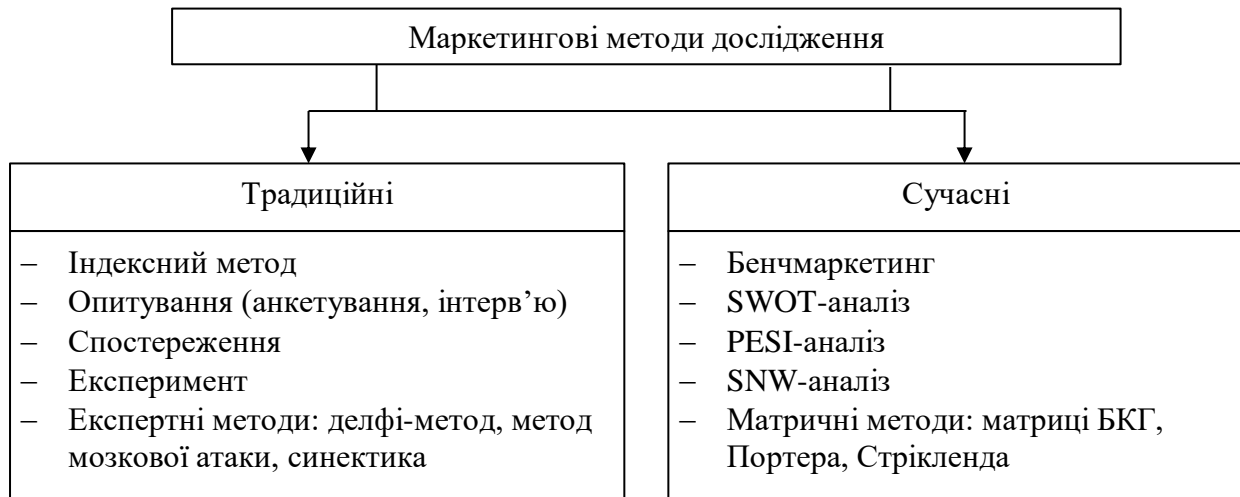 Маркетингові методи дослідження
Традиційні
– Індексний метод
– Опитування (анкетування, інтерв’ю)
– Спостереження
– Експеримент
– Експертні методи: делфі-метод, метод
мозкової атаки, синектика
Сучасні
– Бенчмаркетинг
– SWOT-аналіз
– PESI-аналіз
– SNW-аналіз
– Матричні методи: матриці БКГ,
Портера, Стрікленда